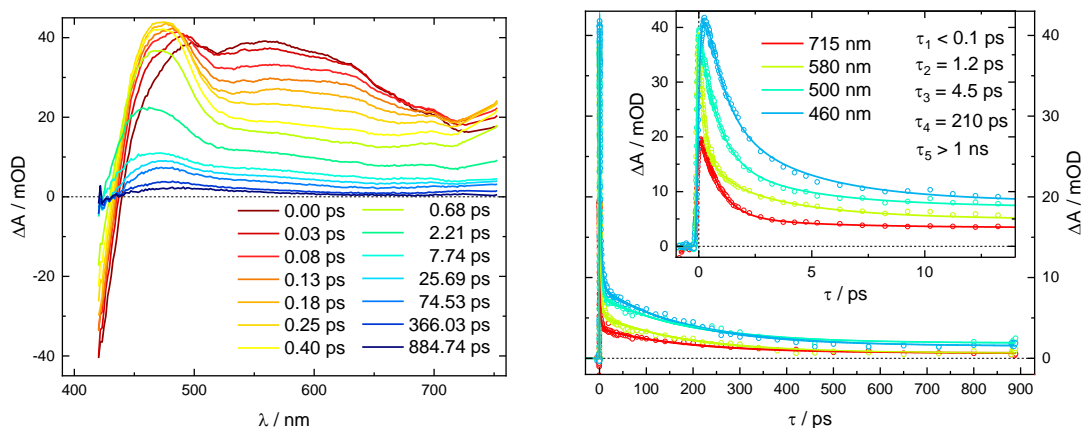 40
20
0
-20
-40
ΔA / mOD
400
500
600
700
λ / nm
0.00 ps
0.03 ps
0.08 ps
0.13 ps
0.18 ps
0.25 ps
0.40 ps
0.68 ps
2.21 ps
7.74 ps
25.69 ps
74.53 ps
366.03 ps
884.74 ps
40
30
20
10
0
ΔA / mOD
0
5
10
τ / ps
715 nm
580 nm
500 nm
460 nm
τ1 < 0.1 ps
τ2 = 1.2 ps
τ3 = 4.5 ps
τ4 = 210 ps
τ5 > 1 ns
40
30
20
10
0
ΔA / mOD
0
100
200
300
400
500
600
700
800
900
τ / ps